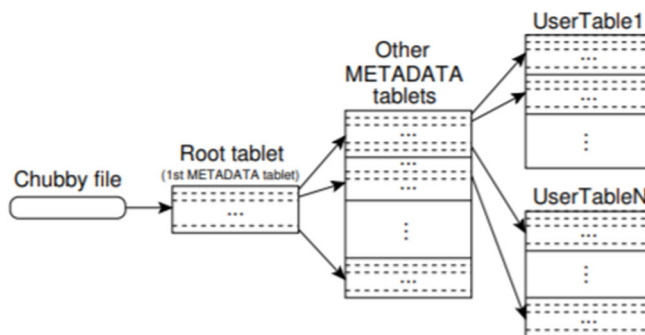 Chubby file
Root tablet
(1st METADATA tablet)
...
Other
METADATA
tablets
...
...
...
⋮
...
UserTable1
...
...
⋮
UserTableN
...
⋮
...